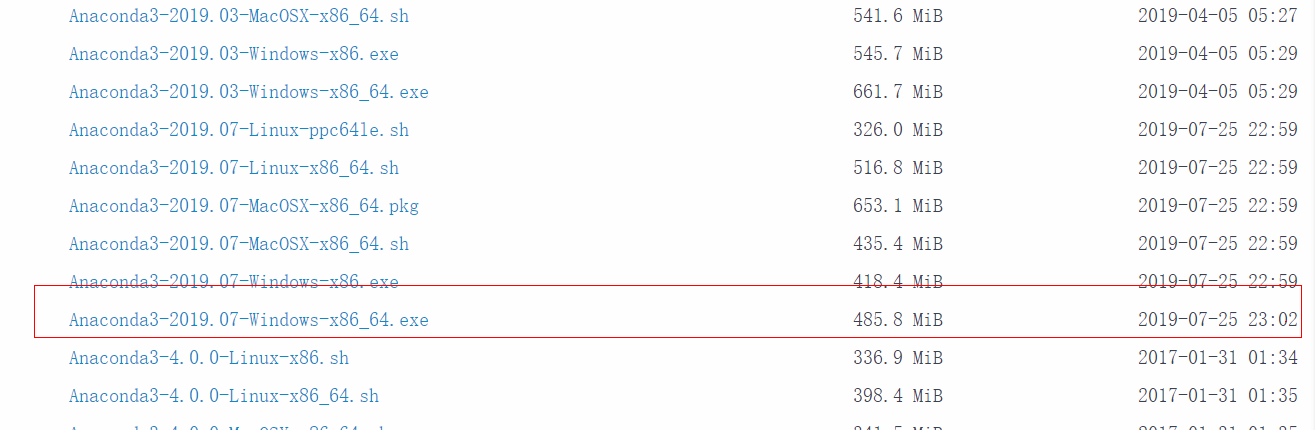 Anaconda3-2019.03-MacOSX-x86_64.sh 541.6 MiB 2019-04-05 05:27
Anaconda3-2019.03-Windows-x86.exe 545.7 MiB 2019-04-05 05:29
Anaconda3-2019.03-Windows-x86_64.exe 661.7 MiB 2019-04-05 05:29
Anaconda3-2019.07-Linux-ppc64le.sh 326.0 MiB 2019-07-25 22:59
Anaconda3-2019.07-Linux-x86_64.sh 516.8 MiB 2019-07-25 22:59
Anaconda3-2019.07-MacOSX-x86_64.pkg 653.1 MiB 2019-07-25 22:59
Anaconda3-2019.07-MacOSX-x86_64.sh 435.4 MiB 2019-07-25 22:59
Anaconda3-2019.07-Windows-x86.exe 418.4 MiB 2019-07-25 22:59
Anaconda3-2019.07-Windows-x86_64.exe 485.8 MiB 2019-07-25 23:02
Anaconda3-4.0.0-Linux-x86.sh 336.9 MiB 2017-01-31 01:34
Anaconda3-4.0.0-Linux-x86_64.sh 398.4 MiB 2017-01-31 01:35